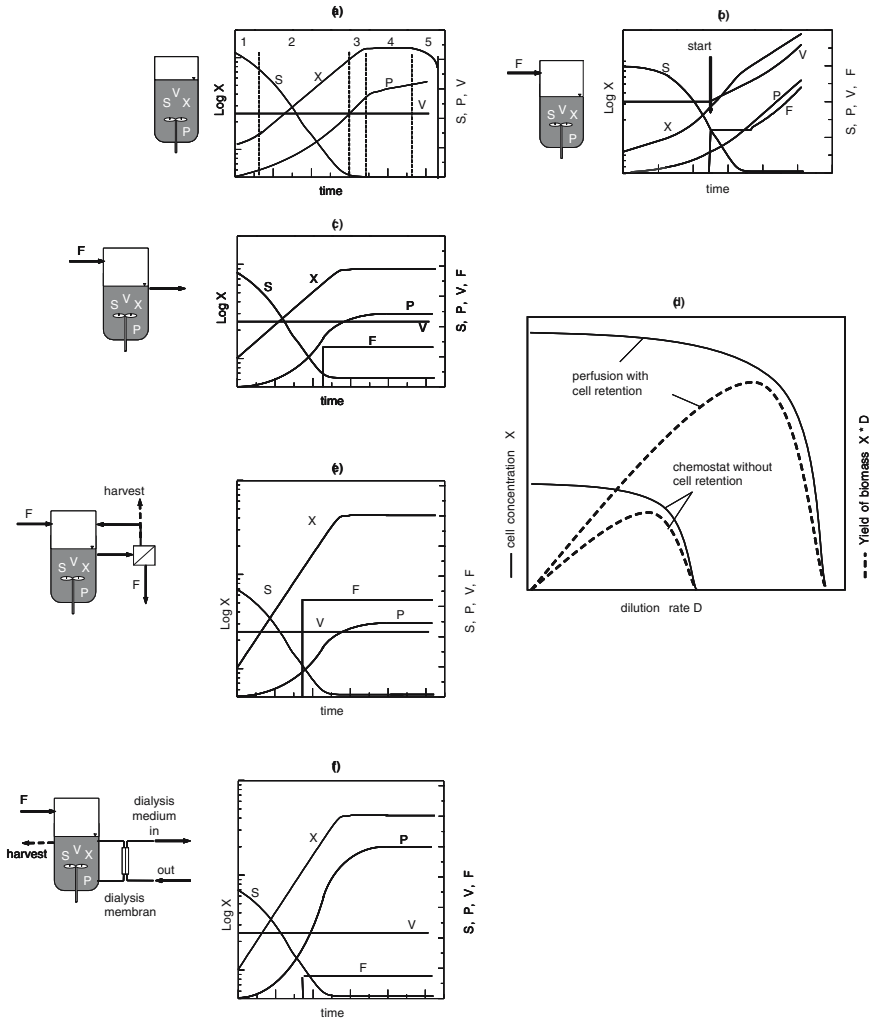 (a)
1 2 3 4 5
S
X
P
V
Log X
S, P, V
time
S V X
P
(b)
F
start
S
X
V
P
F
Log X
S, P, V, F
time
S V X
P
(c)
F
S
X
P
V
F
Log X
S, P, V, F
time
S V X
P
(d)
perfusion with
cell retention
chemostat without
cell retention
cell concentration X
Yield of biomass X * D
dilution rate D
(e)
harvest
F
F
S V X
P
X
S
F
V
P
Log X
S, P, V, F
time
(f)
F
harvest
dialysis
medium
in
out
dialysis
membran
S V X
P
X
P
S
V
F
Log X
S, P, V, F
time